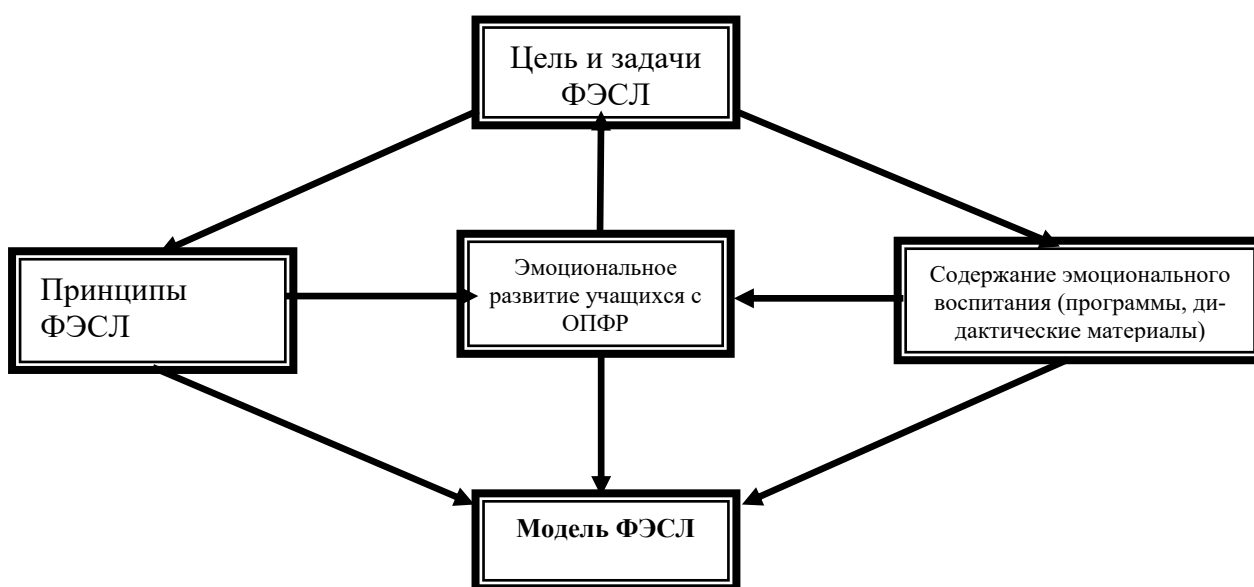 Цель и задачи
ФЭСЛ
Принципы
ФЭСЛ
Эмоциональное
развитие учащихся с
ОПФР
Содержание эмоционального
воспитания (программы, ди-
дактические материалы)
Модель ФЭСЛ